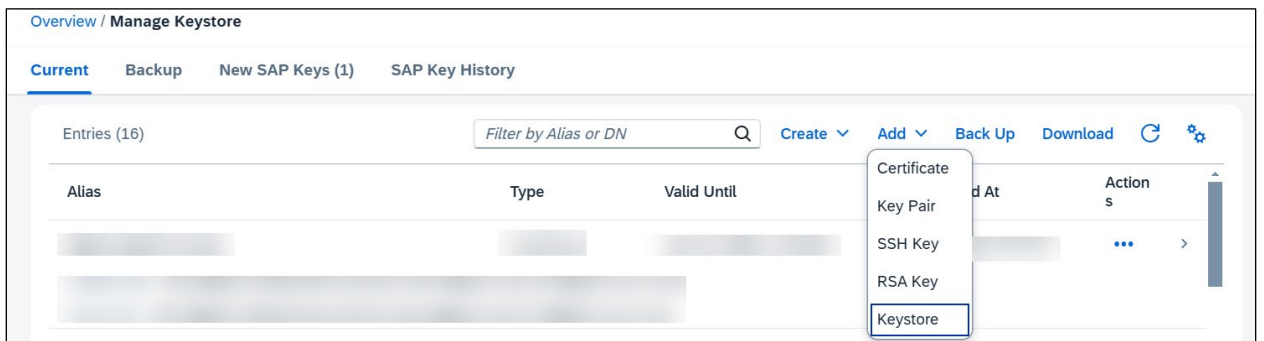 Overview / Manage Keystore
Current Backup New SAP Keys (1) SAP Key History
Entries (16) Filter by Alias or DN Create Add Back Up Download
Certificate
Alias Type Valid Until d At Action
s
Key Pair
SSH Key
RSA Key
Keystore